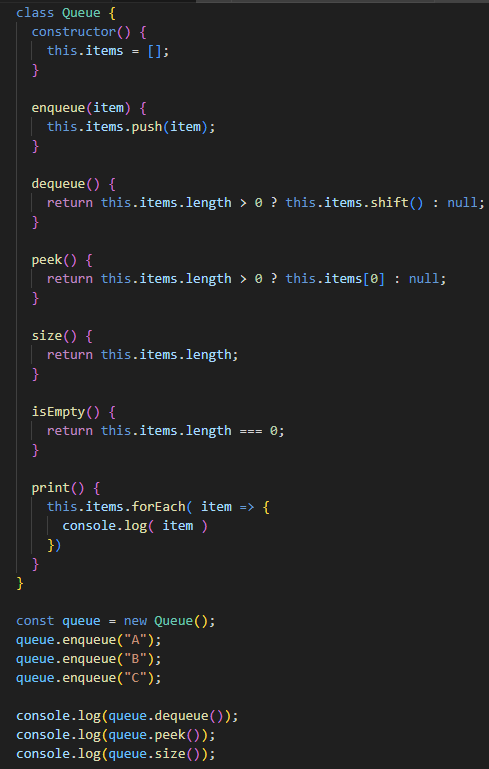 class Queue {
  constructor() {
    this.items = [];
  }

  enqueue(item) {
    this.items.push(item);
  }

  dequeue() {
    return this.items.length > 0 ? this.items.shift() : null;
  }

  peek() {
    return this.items.length > 0 ? this.items[0] : null;
  }

  size() {
    return this.items.length;
  }

  isEmpty() {
    return this.items.length === 0;
  }

  print() {
    this.items.forEach( item => {
      console.log( item )
    })
  }
}

const queue = new Queue();
queue.enqueue("A");
queue.enqueue("B");
queue.enqueue("C");

console.log(queue.dequeue());
console.log(queue.peek());
console.log(queue.size());